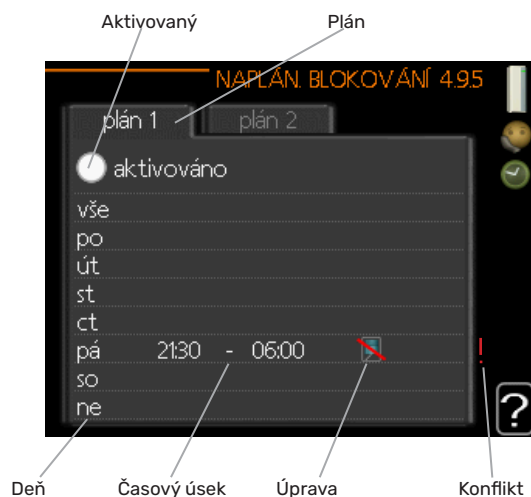 Aktivovaný Plán
NAPLÁN. BLOKOVÁNÍ 4.9.5
plán 1 plán 2
aktivováno
vše
po
út
st
ct
pá 21:30 - 06:00 !
so
ne
?
Deň Časový úsek Úprava Konflikt